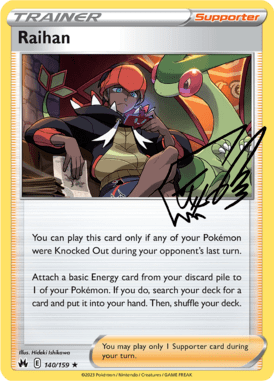 TRAINER
Supporter
Raihan
You can play this card only if any of your Pokémon
were Knocked Out during your opponent's last turn.
Attach a basic Energy card from your discard pile to
1 of your Pokémon. If you do, search your deck for a
card and put it into your hand. Then, shuffle your deck.
Illus. Hideki Ishikawa
E 140/159 ★
You may play only 1 Supporter card during
your turn.
©2023 Pokémon / Nintendo / Creatures / GAME FREAK